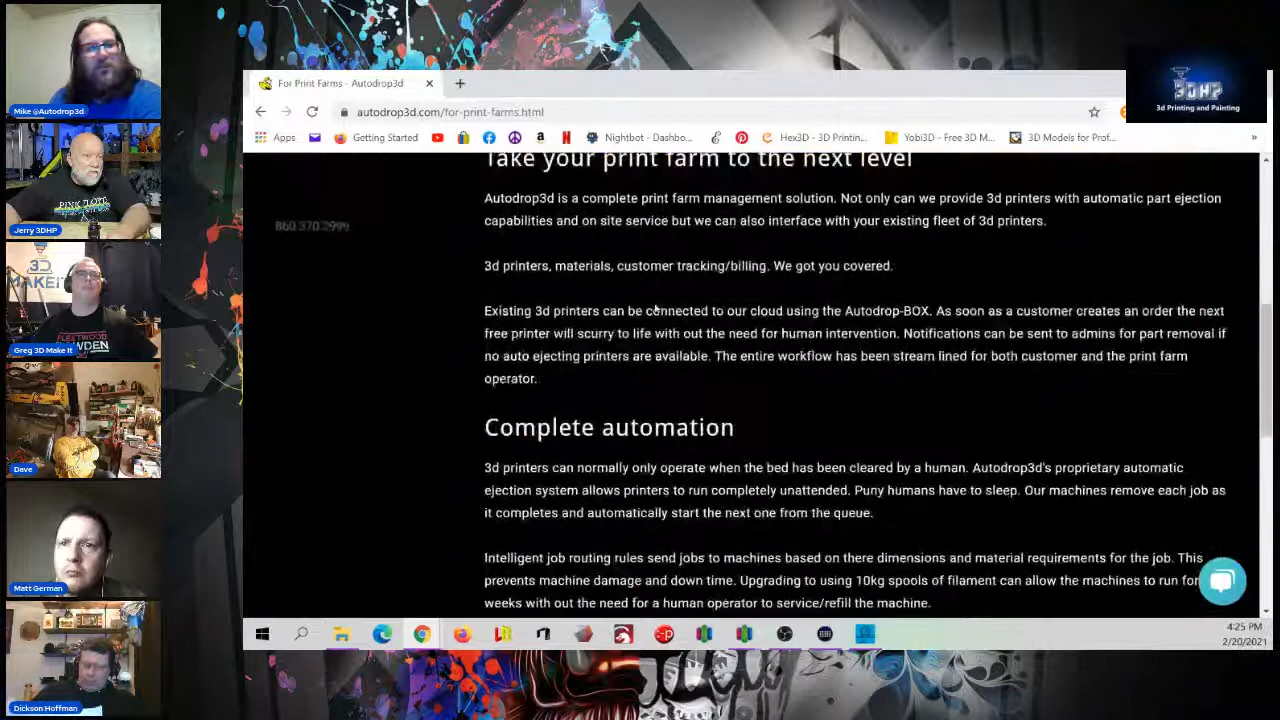 Mike @Autodrop3d
Jerry 3DHP
Greg 3D Make It
Dave
Matt German
Dickson Hoffman
3D
MAKEIT
PINK FLOYD
3DHP
3d Printing and Painting
For Print Farms - Autodrop3d
autodrop3d.com/for-print-farms.html
Apps
Getting Started
Nightbot - Dashbo...
Hex3D - 3D Printin...
Yobi3D - Free 3D M...
3D Models for Prof...
Take your print farm to the next level
860.370.2999
Autodrop3d is a complete print farm management solution. Not only can we provide 3d printers with automatic part ejection
capabilities and on site service but we can also interface with your existing fleet of 3d printers.
3d printers, materials, customer tracking/billing. We got you covered.
Existing 3d printers can be connected to our cloud using the Autodrop-BOX. As soon as a customer creates an order the next
free printer will scurry to life with out the need for human intervention. Notifications can be sent to admins for part removal if
no auto ejecting printers are available. The entire workflow has been stream lined for both customer and the print farm
operator.
Complete automation
3d printers can normally only operate when the bed has been cleared by a human. Autodrop3d's proprietary automatic
ejection system allows printers to run completely unattended. Puny humans have to sleep. Our machines remove each job as
it completes and automatically start the next one from the queue.
Intelligent job routing rules send jobs to machines based on there dimensions and material requirements for the job. This
prevents machine damage and down time. Upgrading to using 10kg spools of filament can allow the machines to run for
weeks with out the need for a human operator to service/refill the machine.
4:25 PM
2/20/2021